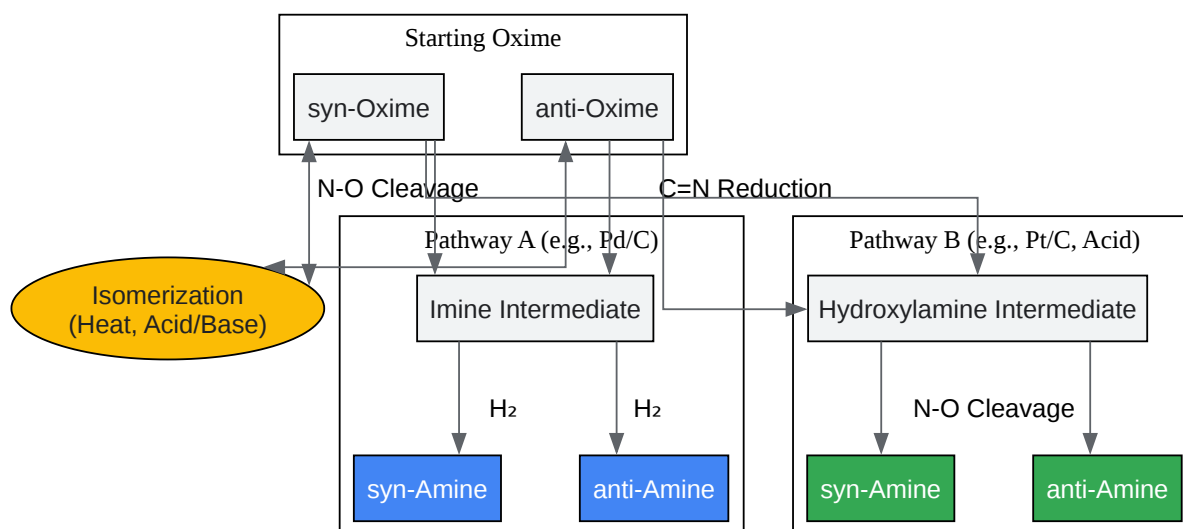 Starting Oxime
syn-Oxime
anti-Oxime
N-O Cleavage
C=N Reduction
Pathway A (e.g., Pd/C)
Pathway B (e.g., Pt/C, Acid)
Isomerization
(Heat, Acid/Base)
Imine Intermediate
Hydroxylamine Intermediate
H₂
H₂
N-O Cleavage
syn-Amine
anti-Amine
syn-Amine
anti-Amine